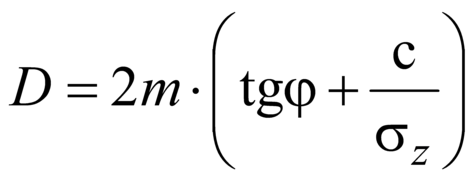 D = 2m · ( tgφ + c / σ_z )